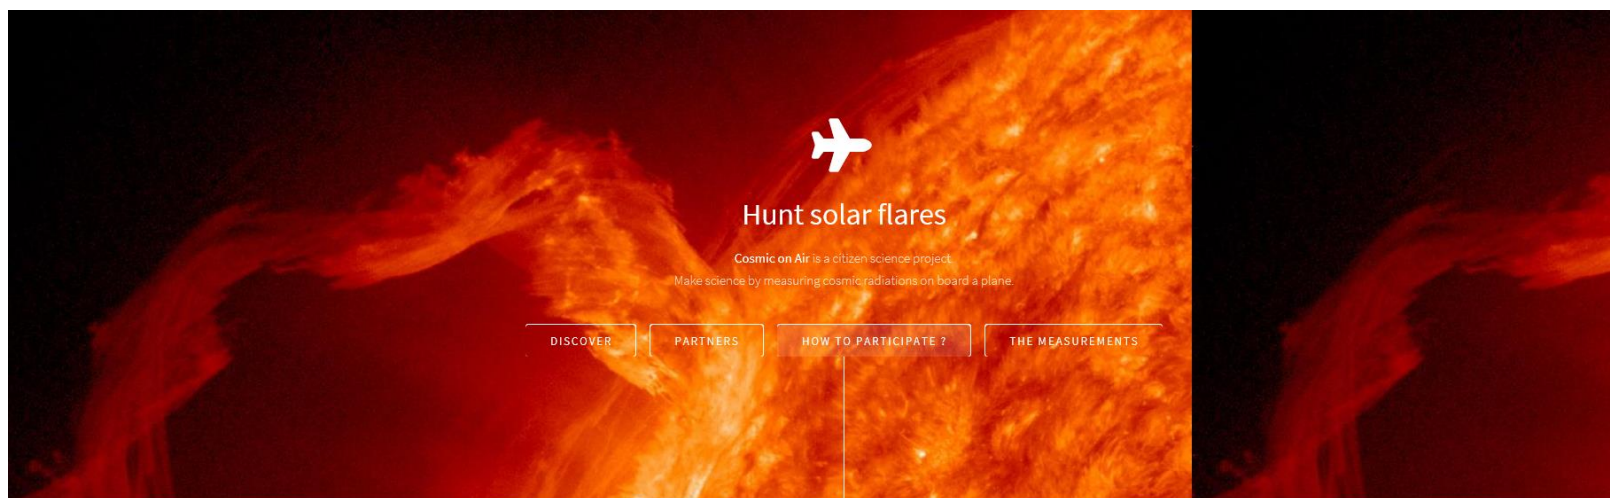 Hunt solar flares
Cosmic on Air is a citizen science project.
Make science by measuring cosmic radiations on board a plane.
DISCOVER
PARTNERS
HOW TO PARTICIPATE ?
THE MEASUREMENTS